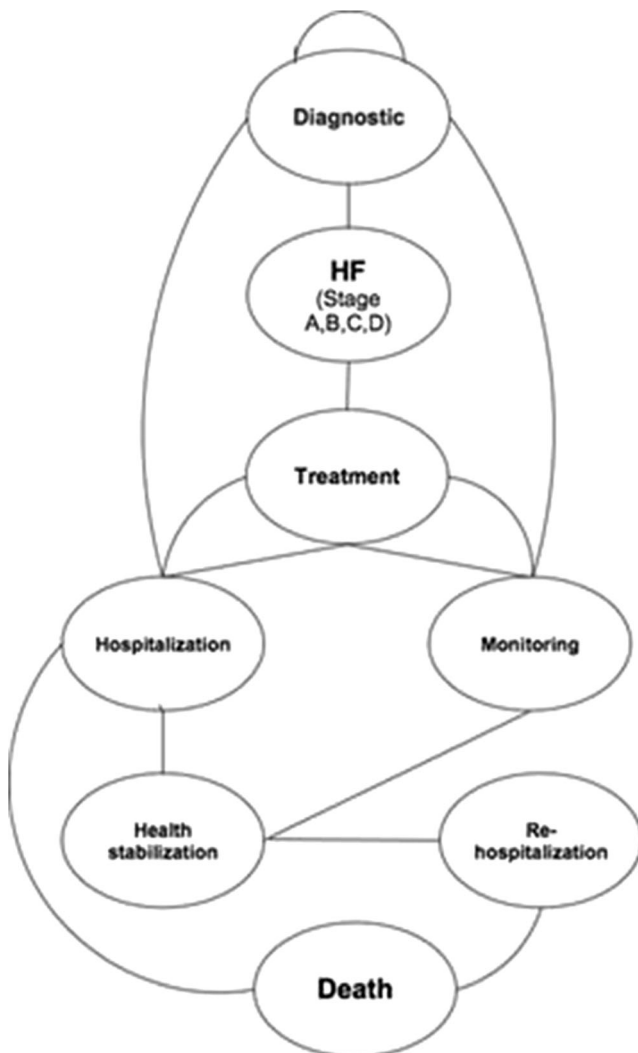 Diagnostic
HF
(Stage
A,B,C,D)
Treatment
Hospitalization
Monitoring
Health
stabilization
Re-
hospitalization
Death